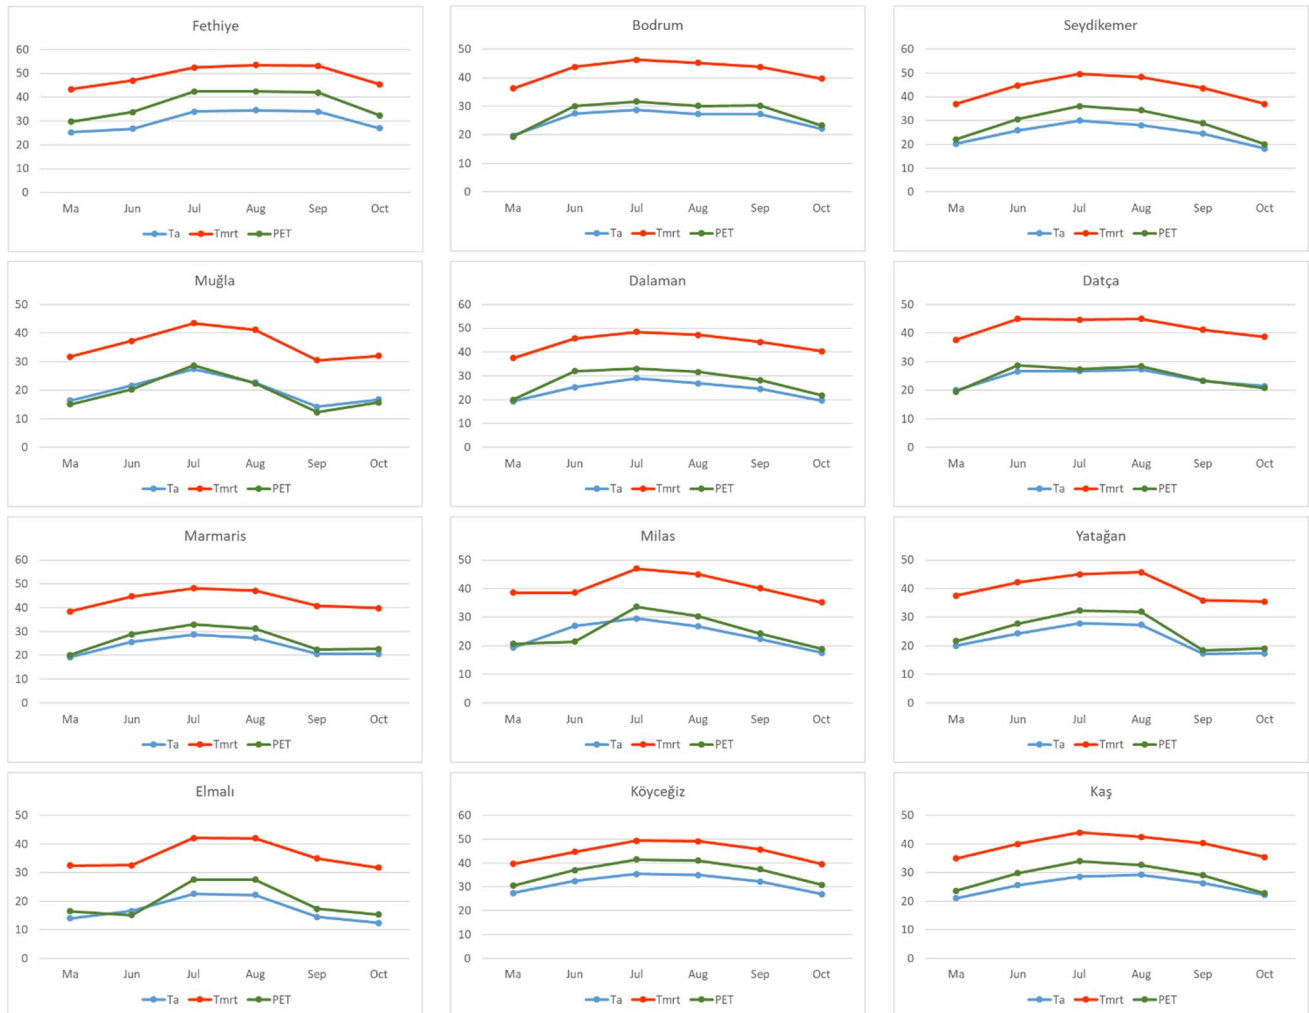 Fethiye
60
50
40
30
20
10
0
Ma Jun Jul Aug Sep Oct
Ta Tmrt PET
Bodrum
50
40
30
20
10
0
Ma Jun Jul Aug Sep Oct
Ta Tmrt PET
Seydikemer
60
50
40
30
20
10
0
Ma Jun Jul Aug Sep Oct
Ta Tmrt PET
Muğla
50
40
30
20
10
0
Ma Jun Jul Aug Sep Oct
Ta Tmrt PET
Dalaman
60
50
40
30
20
10
0
Ma Jun Jul Aug Sep Oct
Ta Tmrt PET
Datça
50
40
30
20
10
0
Ma Jun Jul Aug Sep Oct
Ta Tmrt PET
Marmaris
60
50
40
30
20
10
0
Ma Jun Jul Aug Sep Oct
Ta Tmrt PET
Milas
50
40
30
20
10
0
Ma Jun Jul Aug Sep Oct
Ta Tmrt PET
Yatağan
50
40
30
20
10
0
Ma Jun Jul Aug Sep Oct
Ta Tmrt PET
Elmalı
50
40
30
20
10
0
Ma Jun Jul Aug Sep Oct
Ta Tmrt PET
Köyceğiz
60
50
40
30
20
10
0
Ma Jun Jul Aug Sep Oct
Ta Tmrt PET
Kaş
50
40
30
20
10
0
Ma Jun Jul Aug Sep Oct
Ta Tmrt PET